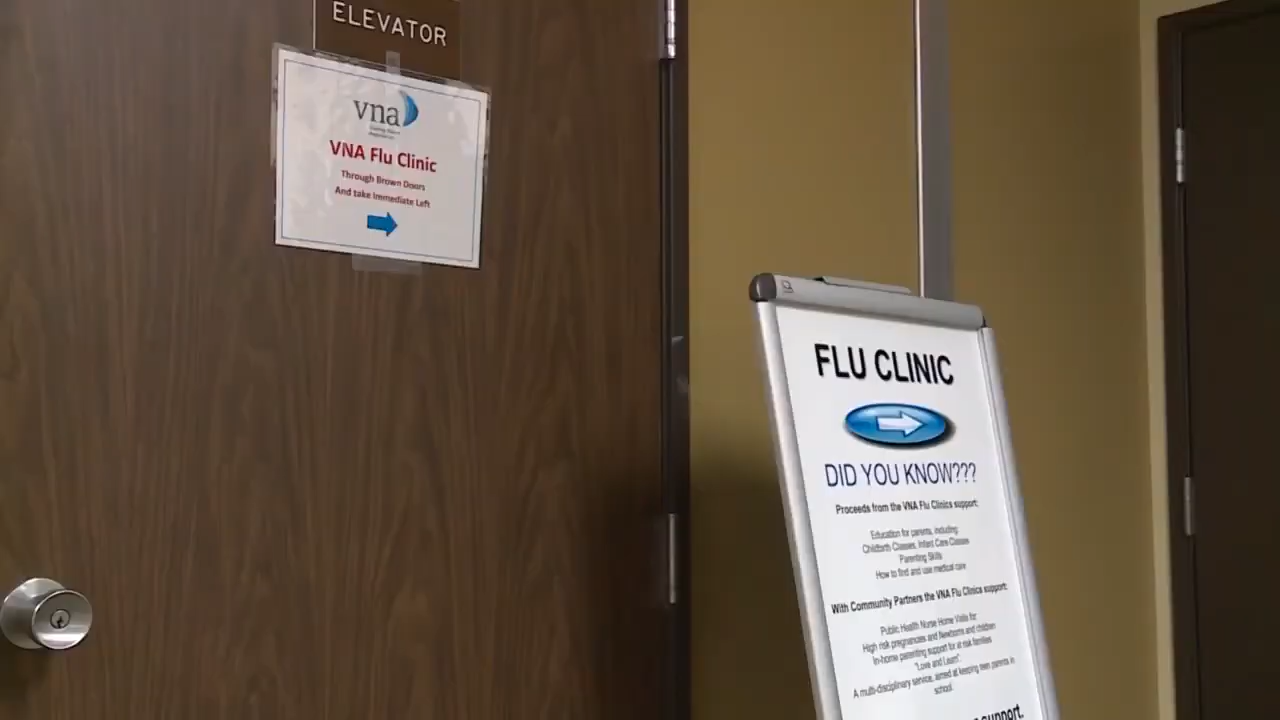 ELEVATOR
vna
VNA Flu Clinic
Through Brown Doors
And take Immediate Left
FLU CLINIC
DID YOU KNOW???
Proceeds from the VNA Flu Clinics support:
Education for parents, including:
Childbirth Classes, Infant Care Classes
Parenting Skills
How to find and use medical care
With Community Partners the VNA Flu Clinics support:
Public Health Nurse Home Visits for:
High risk pregnancies and Newborns and children
In-home parenting support for at risk families
"Love and Learn":
A multi-disciplinary service, aimed at keeping teen parents in
school.
support.